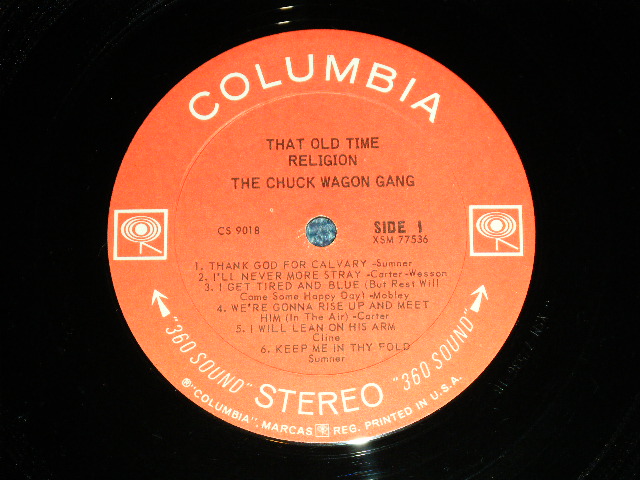 COLUMBIA
THAT OLD TIME
RELIGION
THE CHUCK WAGON GANG
CS 9018
SIDE 1
XSM 77536
1. THANK GOD FOR CALVARY -Sumner
2. I'LL NEVER MORE STRAY -Carter-Wesson
3. I GET TIRED AND BLUE (But Rest Will
Come Some Happy Day) -Mobley
4. WE'RE GONNA RISE UP AND MEET
HIM (In The Air) -Carter
5. I WILL LEAN ON HIS ARM
Cline
6. KEEP ME IN THY FOLD
Sumner
"360 SOUND" STEREO "360 SOUND"
® "COLUMBIA", MARCAS REG. PRINTED IN U.S.A.